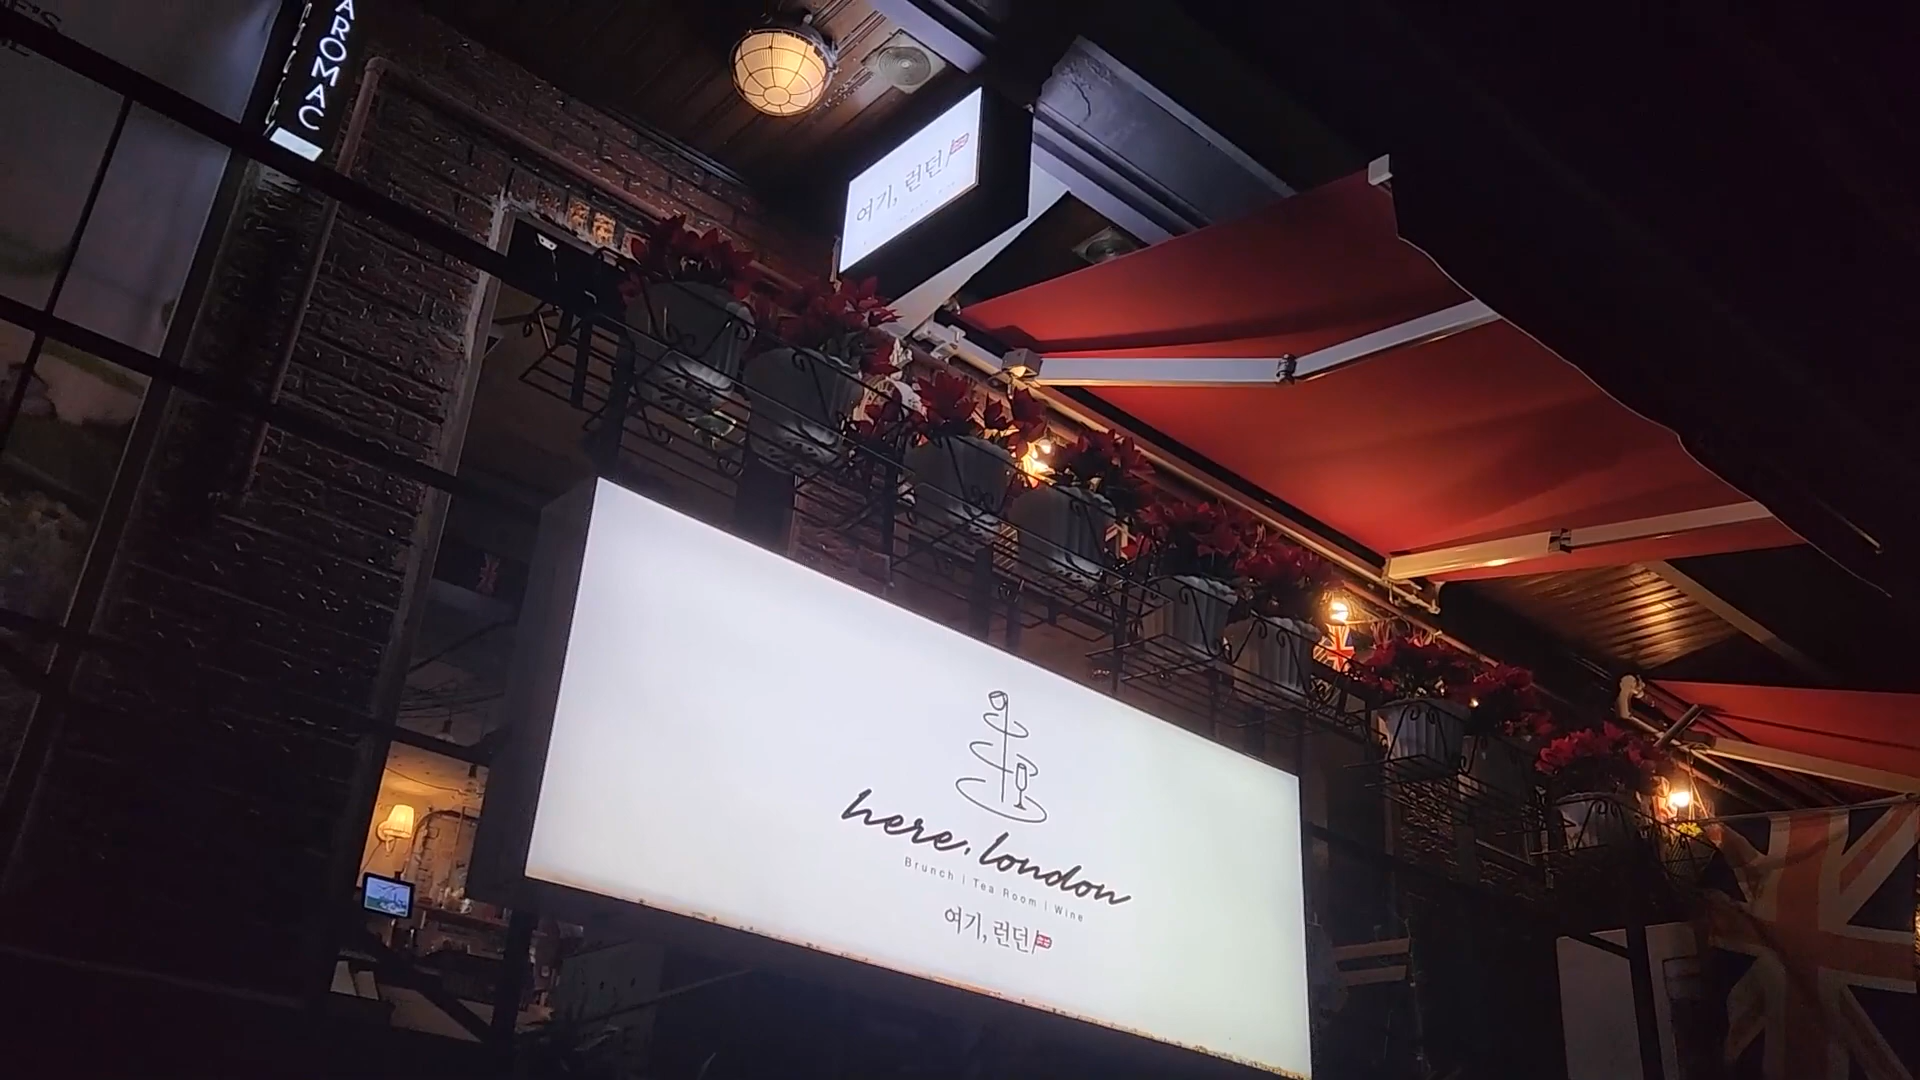 AROMAC
여기, 런던
here, london
Brunch | Tea Room | Wine
여기, 런던